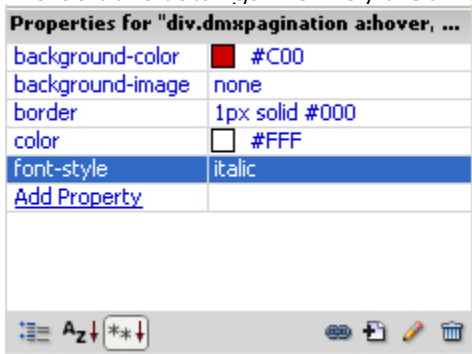 Properties for "div.dmxpagination a:hover, ...
background-color #C00
background-image none
border 1px solid #000
color #FFF
font-style italic
Add Property
Az↓ **↓